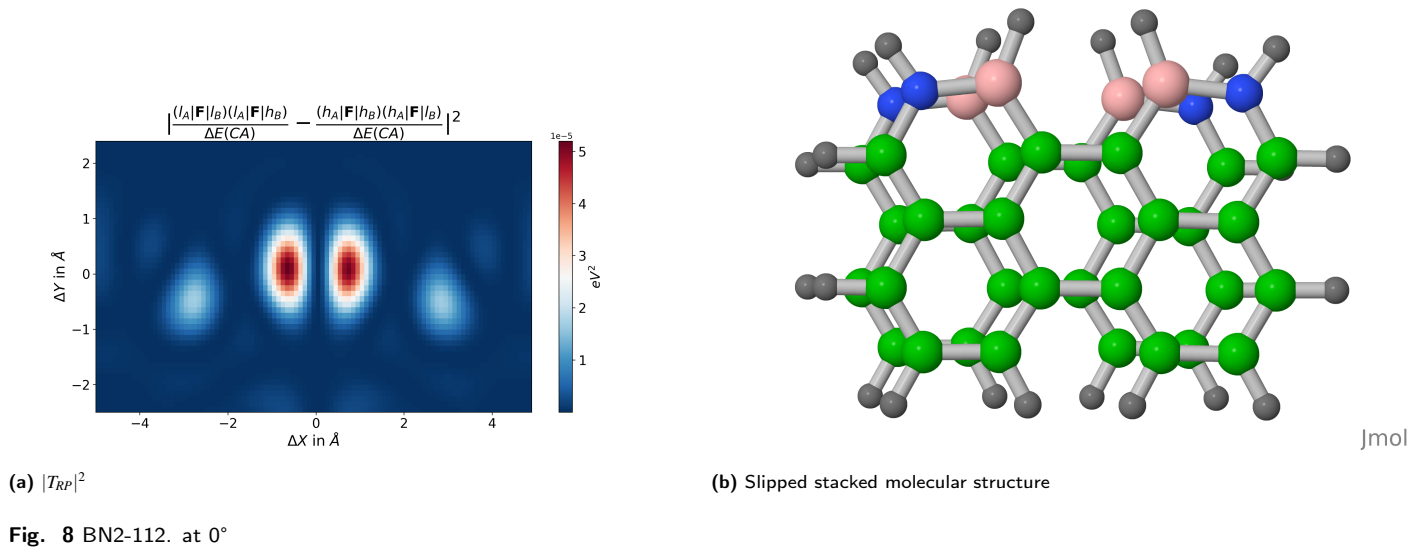 |(l_A|F|l_B)(l_A|F|h_B)/ΔE(CA) − (h_A|F|h_B)(h_A|F|l_B)/ΔE(CA)|²
1e−5
2
1
0
−1
−2
ΔY in Å
−4
−2
0
2
4
ΔX in Å
5
4
3
2
1
eV²
Jmol
(a) |T_RP|²
(b) Slipped stacked molecular structure
Fig. 8 BN2-112. at 0°